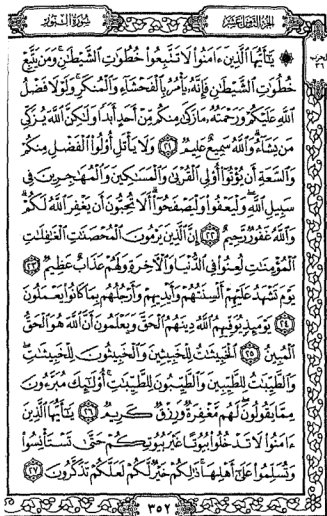 سورة النور
الجزء الثامن عشر
۞ يَٰٓأَيُّهَا ٱلَّذِينَ ءَامَنُوا۟ لَا تَتَّبِعُوا۟ خُطُوَٰتِ ٱلشَّيْطَٰنِ ۚ وَمَن يَتَّبِعْ
خُطُوَٰتِ ٱلشَّيْطَٰنِ فَإِنَّهُۥ يَأْمُرُ بِٱلْفَحْشَآءِ وَٱلْمُنكَرِ ۚ وَلَوْلَا فَضْلُ
ٱللَّهِ عَلَيْكُمْ وَرَحْمَتُهُۥ مَا زَكَىٰ مِنكُم مِّنْ أَحَدٍ أَبَدًا وَلَٰكِنَّ ٱللَّهَ يُزَكِّى
مَن يَشَآءُ ۗ وَٱللَّهُ سَمِيعٌ عَلِيمٌ ٢١ وَلَا يَأْتَلِ أُو۟لُوا۟ ٱلْفَضْلِ مِنكُمْ
وَٱلسَّعَةِ أَن يُؤْتُوٓا۟ أُو۟لِى ٱلْقُرْبَىٰ وَٱلْمَسَٰكِينَ وَٱلْمُهَٰجِرِينَ فِى
سَبِيلِ ٱللَّهِ ۖ وَلْيَعْفُوا۟ وَلْيَصْفَحُوٓا۟ ۗ أَلَا تُحِبُّونَ أَن يَغْفِرَ ٱللَّهُ لَكُمْ ۗ
وَٱللَّهُ غَفُورٌ رَّحِيمٌ ٢٢ إِنَّ ٱلَّذِينَ يَرْمُونَ ٱلْمُحْصَنَٰتِ ٱلْغَٰفِلَٰتِ
ٱلْمُؤْمِنَٰتِ لُعِنُوا۟ فِى ٱلدُّنْيَا وَٱلْءَاخِرَةِ وَلَهُمْ عَذَابٌ عَظِيمٌ ٢٣
يَوْمَ تَشْهَدُ عَلَيْهِمْ أَلْسِنَتُهُمْ وَأَيْدِيهِمْ وَأَرْجُلُهُم بِمَا كَانُوا۟ يَعْمَلُونَ
٢٤ يَوْمَئِذٍ يُوَفِّيهِمُ ٱللَّهُ دِينَهُمُ ٱلْحَقَّ وَيَعْلَمُونَ أَنَّ ٱللَّهَ هُوَ ٱلْحَقُّ
ٱلْمُبِينُ ٢٥ ٱلْخَبِيثَٰتُ لِلْخَبِيثِينَ وَٱلْخَبِيثُونَ لِلْخَبِيثَٰتِ ۖ
وَٱلطَّيِّبَٰتُ لِلطَّيِّبِينَ وَٱلطَّيِّبُونَ لِلطَّيِّبَٰتِ ۚ أُو۟لَٰٓئِكَ مُبَرَّءُونَ
مِمَّا يَقُولُونَ ۖ لَهُم مَّغْفِرَةٌ وَرِزْقٌ كَرِيمٌ ٢٦ يَٰٓأَيُّهَا ٱلَّذِينَ
ءَامَنُوا۟ لَا تَدْخُلُوا۟ بُيُوتًا غَيْرَ بُيُوتِكُمْ حَتَّىٰ تَسْتَأْنِسُوا۟
وَتُسَلِّمُوا۟ عَلَىٰٓ أَهْلِهَا ۚ ذَٰلِكُمْ خَيْرٌ لَّكُمْ لَعَلَّكُمْ تَذَكَّرُونَ ٢٧
٣٥٢